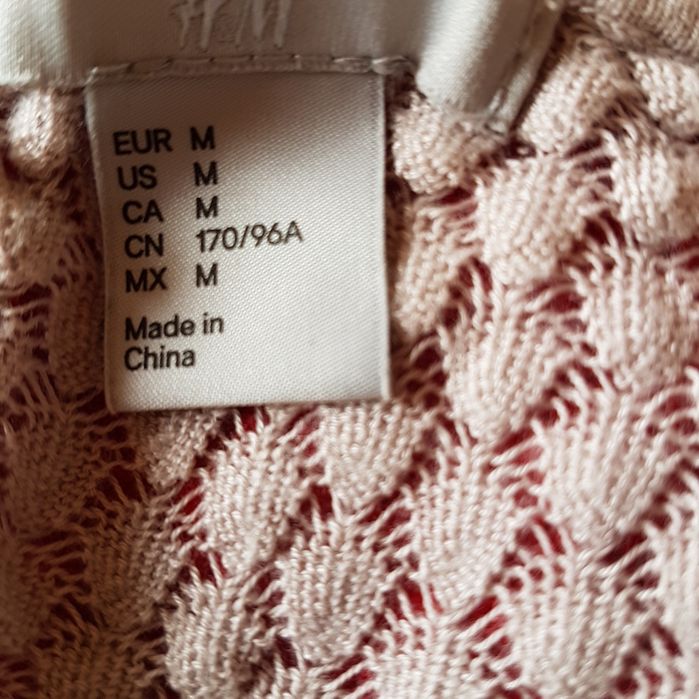 H&M
EUR M
US M
CA M
CN 170/96A
MX M
Made in
China